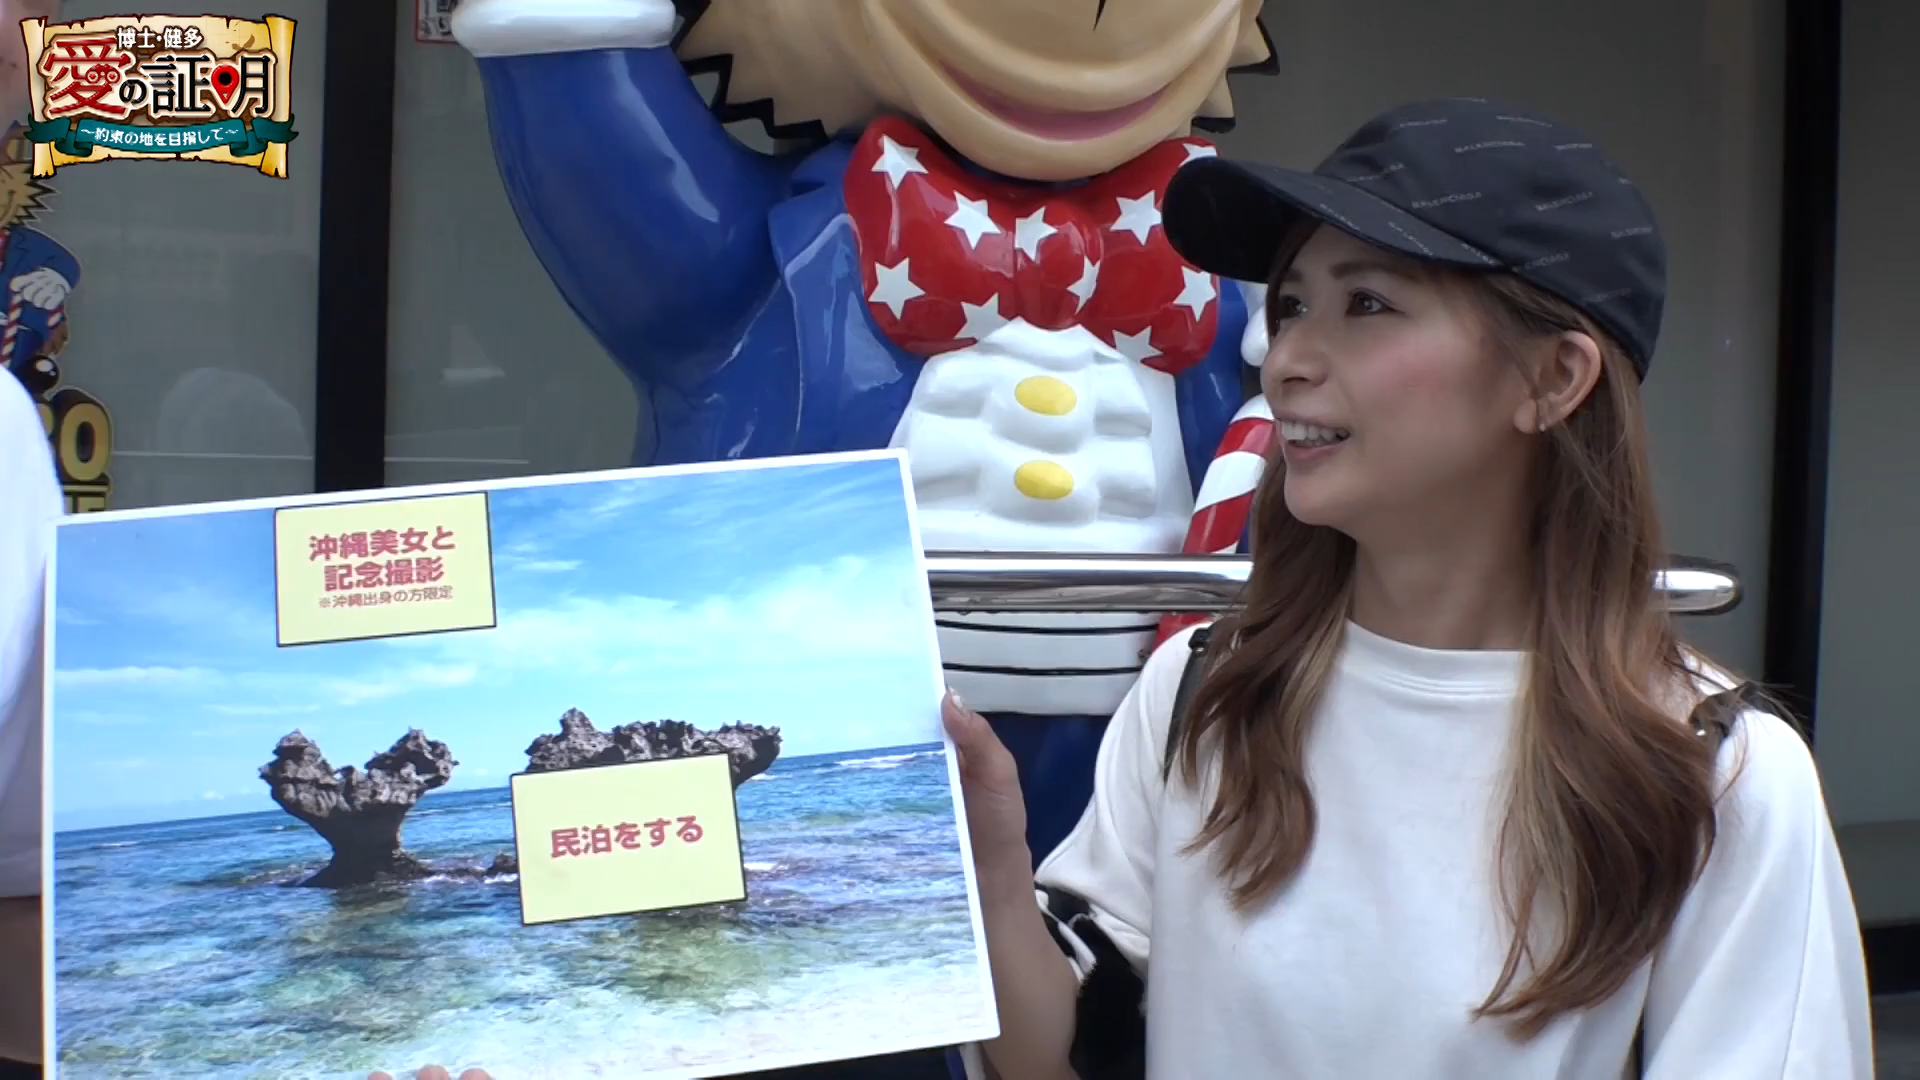 博士・健多
愛の証明
～約束の地を目指して～
沖縄美女と
記念撮影
※沖縄出身の方限定
民泊をする
BALENCIAGA